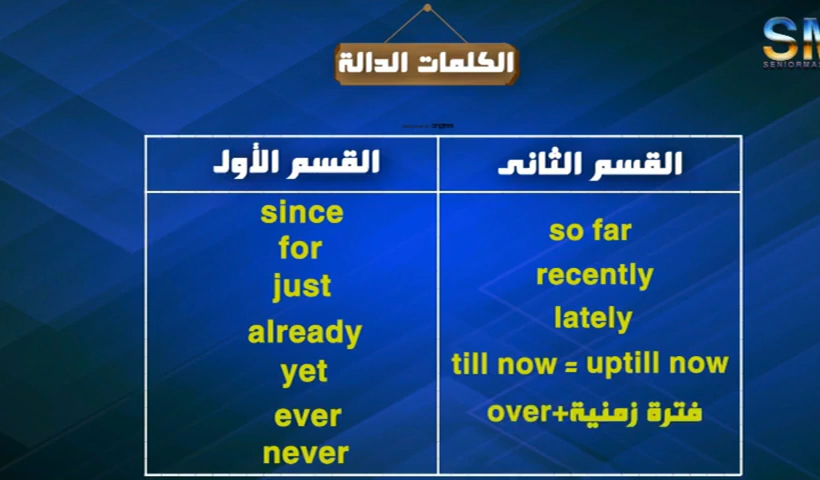 الكلمات الدالة
SM
القسم الأول
القسم الثانى
since
for
just
already
yet
ever
never
so far
recently
lately
till now = uptill now
over+فترة زمنية